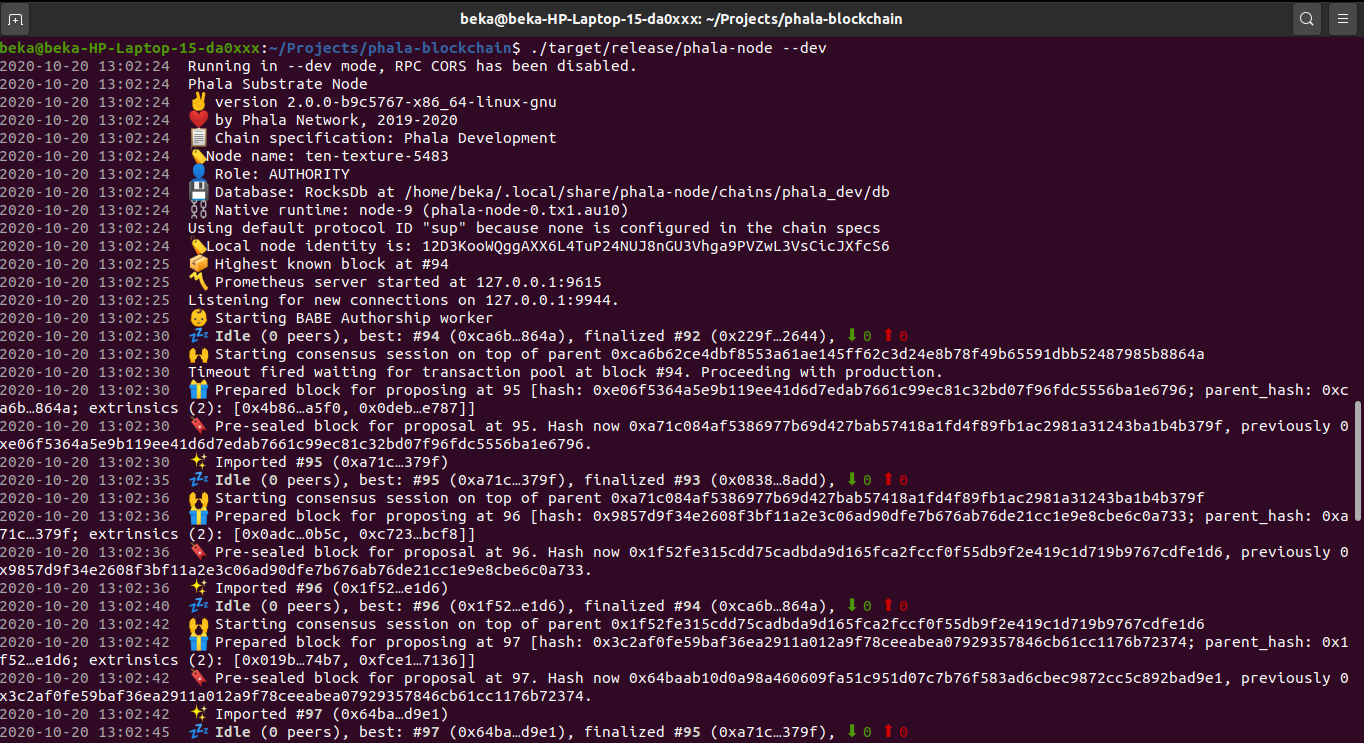 beka@beka-HP-Laptop-15-da0xxx: ~/Projects/phala-blockchain
beka@beka-HP-Laptop-15-da0xxx:~/Projects/phala-blockchain$ ./target/release/phala-node --dev
2020-10-20 13:02:24 Running in --dev mode, RPC CORS has been disabled.
2020-10-20 13:02:24 Phala Substrate Node
2020-10-20 13:02:24 ✌️ version 2.0.0-b9c5767-x86_64-linux-gnu
2020-10-20 13:02:24 ❤️ by Phala Network, 2019-2020
2020-10-20 13:02:24 📋 Chain specification: Phala Development
2020-10-20 13:02:24 🏷 Node name: ten-texture-5483
2020-10-20 13:02:24 👤 Role: AUTHORITY
2020-10-20 13:02:24 💾 Database: RocksDb at /home/beka/.local/share/phala-node/chains/phala_dev/db
2020-10-20 13:02:24 ⛓ Native runtime: node-9 (phala-node-0.tx1.au10)
2020-10-20 13:02:24 Using default protocol ID "sup" because none is configured in the chain specs
2020-10-20 13:02:24 🏷 Local node identity is: 12D3KooWQggAXX6L4TuP24NUJ8nGU3Vhga9PVZwL3VsCicJXfcS6
2020-10-20 13:02:25 📦 Highest known block at #94
2020-10-20 13:02:25 〽️ Prometheus server started at 127.0.0.1:9615
2020-10-20 13:02:25 Listening for new connections on 127.0.0.1:9944.
2020-10-20 13:02:25 👶 Starting BABE Authorship worker
2020-10-20 13:02:30 💤 Idle (0 peers), best: #94 (0xca6b…864a), finalized #92 (0x229f…2644), ⬇ 0 ⬆ 0
2020-10-20 13:02:30 🙌 Starting consensus session on top of parent 0xca6b62ce4dbf8553a61ae145ff62c3d24e8b78f49b65591dbb52487985b8864a
2020-10-20 13:02:30 Timeout fired waiting for transaction pool at block #94. Proceeding with production.
2020-10-20 13:02:30 🎁 Prepared block for proposing at 95 [hash: 0xe06f5364a5e9b119ee41d6d7edab7661c99ec81c32bd07f96fdc5556ba1e6796; parent_hash: 0xc
a6b…864a; extrinsics (2): [0x4b86…a5f0, 0x0deb…e787]]
2020-10-20 13:02:30 🔖 Pre-sealed block for proposal at 95. Hash now 0xa71c084af5386977b69d427bab57418a1fd4f89fb1ac2981a31243ba1b4b379f, previously 0
xe06f5364a5e9b119ee41d6d7edab7661c99ec81c32bd07f96fdc5556ba1e6796.
2020-10-20 13:02:30 ✨ Imported #95 (0xa71c…379f)
2020-10-20 13:02:35 💤 Idle (0 peers), best: #95 (0xa71c…379f), finalized #93 (0x0838…8add), ⬇ 0 ⬆ 0
2020-10-20 13:02:36 🙌 Starting consensus session on top of parent 0xa71c084af5386977b69d427bab57418a1fd4f89fb1ac2981a31243ba1b4b379f
2020-10-20 13:02:36 🎁 Prepared block for proposing at 96 [hash: 0x9857d9f34e2608f3bf11a2e3c06ad90dfe7b676ab76de21cc1e9e8cbe6c0a733; parent_hash: 0xa
71c…379f; extrinsics (2): [0x0adc…0b5c, 0xc723…bcf8]]
2020-10-20 13:02:36 🔖 Pre-sealed block for proposal at 96. Hash now 0x1f52fe315cdd75cadbda9d165fca2fccf0f55db9f2e419c1d719b9767cdfe1d6, previously 0
x9857d9f34e2608f3bf11a2e3c06ad90dfe7b676ab76de21cc1e9e8cbe6c0a733.
2020-10-20 13:02:36 ✨ Imported #96 (0x1f52…e1d6)
2020-10-20 13:02:40 💤 Idle (0 peers), best: #96 (0x1f52…e1d6), finalized #94 (0xca6b…864a), ⬇ 0 ⬆ 0
2020-10-20 13:02:42 🙌 Starting consensus session on top of parent 0x1f52fe315cdd75cadbda9d165fca2fccf0f55db9f2e419c1d719b9767cdfe1d6
2020-10-20 13:02:42 🎁 Prepared block for proposing at 97 [hash: 0x3c2af0fe59baf36ea2911a012a9f78ceeabea07929357846cb61cc1176b72374; parent_hash: 0x1
f52…e1d6; extrinsics (2): [0x019b…74b7, 0xfce1…7136]]
2020-10-20 13:02:42 🔖 Pre-sealed block for proposal at 97. Hash now 0x64baab10d0a98a460609fa51c951d07c7b76f583ad6cbec9872cc5c892bad9e1, previously 0
x3c2af0fe59baf36ea2911a012a9f78ceeabea07929357846cb61cc1176b72374.
2020-10-20 13:02:42 ✨ Imported #97 (0x64ba…d9e1)
2020-10-20 13:02:45 💤 Idle (0 peers), best: #97 (0x64ba…d9e1), finalized #95 (0xa71c…379f), ⬇ 0 ⬆ 0